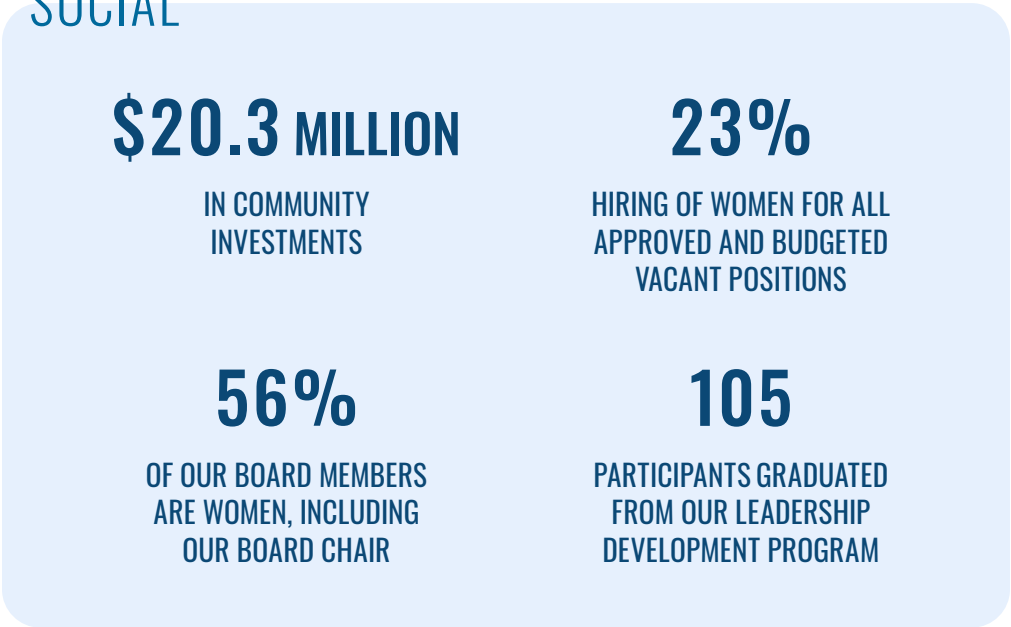 SOCIAL
$20.3 MILLION
IN COMMUNITY
INVESTMENTS
23%
HIRING OF WOMEN FOR ALL
APPROVED AND BUDGETED
VACANT POSITIONS
56%
OF OUR BOARD MEMBERS
ARE WOMEN, INCLUDING
OUR BOARD CHAIR
105
PARTICIPANTS GRADUATED
FROM OUR LEADERSHIP
DEVELOPMENT PROGRAM